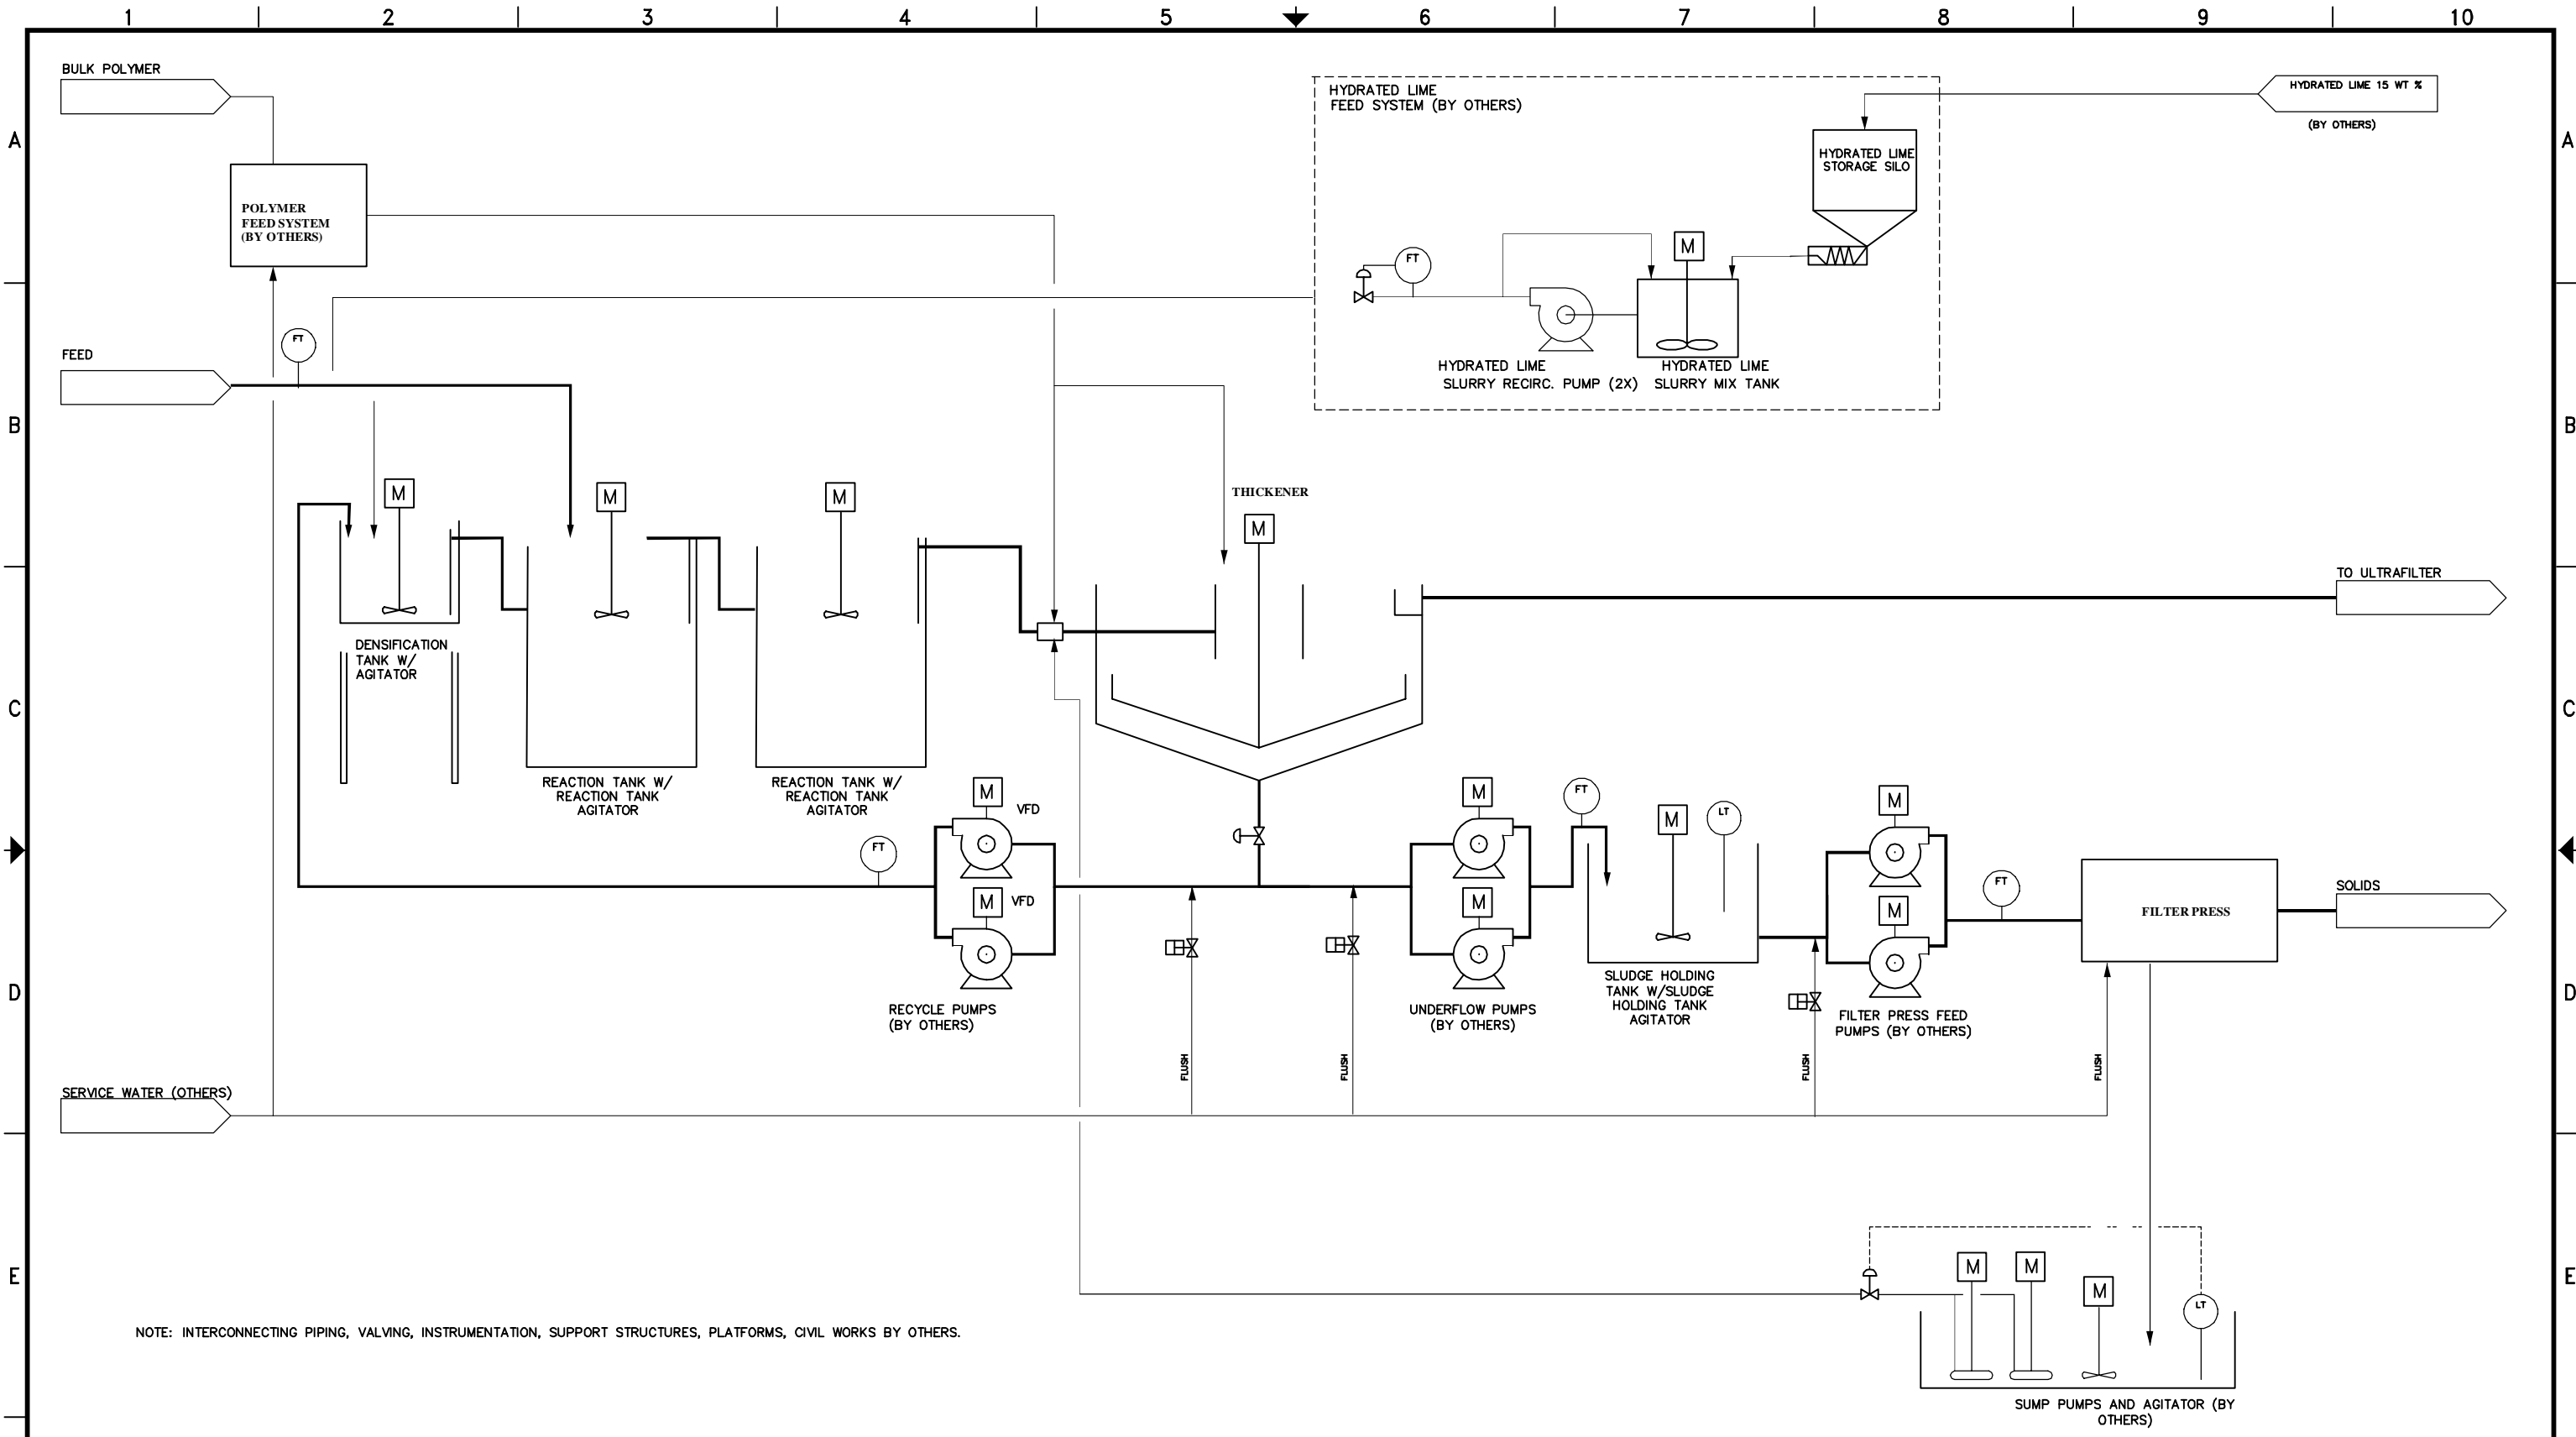 1 2 3 4 5 6 7 8 9 10
BULK POLYMER
HYDRATED LIME
FEED SYSTEM (BY OTHERS)
HYDRATED LIME 15 WT %
(BY OTHERS)
A
A
HYDRATED LIME
STORAGE SILO
POLYMER
FEED SYSTEM
(BY OTHERS)
M
FT
FT
FEED
HYDRATED LIME
SLURRY RECIRC. PUMP (2X)
HYDRATED LIME
SLURRY MIX TANK
B
B
M
M
M
THICKENER
M
TO ULTRAFILTER
DENSIFICATION
TANK W/
AGITATOR
C
C
REACTION TANK W/
REACTION TANK
AGITATOR
REACTION TANK W/
REACTION TANK
AGITATOR
M
VFD
M
FT
M
LT
M
FT
M
VFD
M
M
FT
SOLIDS
FILTER PRESS
D
D
RECYCLE PUMPS
(BY OTHERS)
UNDERFLOW PUMPS
(BY OTHERS)
SLUDGE HOLDING
TANK W/SLUDGE
HOLDING TANK
AGITATOR
FILTER PRESS FEED
PUMPS (BY OTHERS)
FLUSH
FLUSH
FLUSH
FLUSH
SERVICE WATER (OTHERS)
E
E
M
M
M
LT
NOTE: INTERCONNECTING PIPING, VALVING, INSTRUMENTATION, SUPPORT STRUCTURES, PLATFORMS, CIVIL WORKS BY OTHERS.
SUMP PUMPS AND AGITATOR (BY
OTHERS)